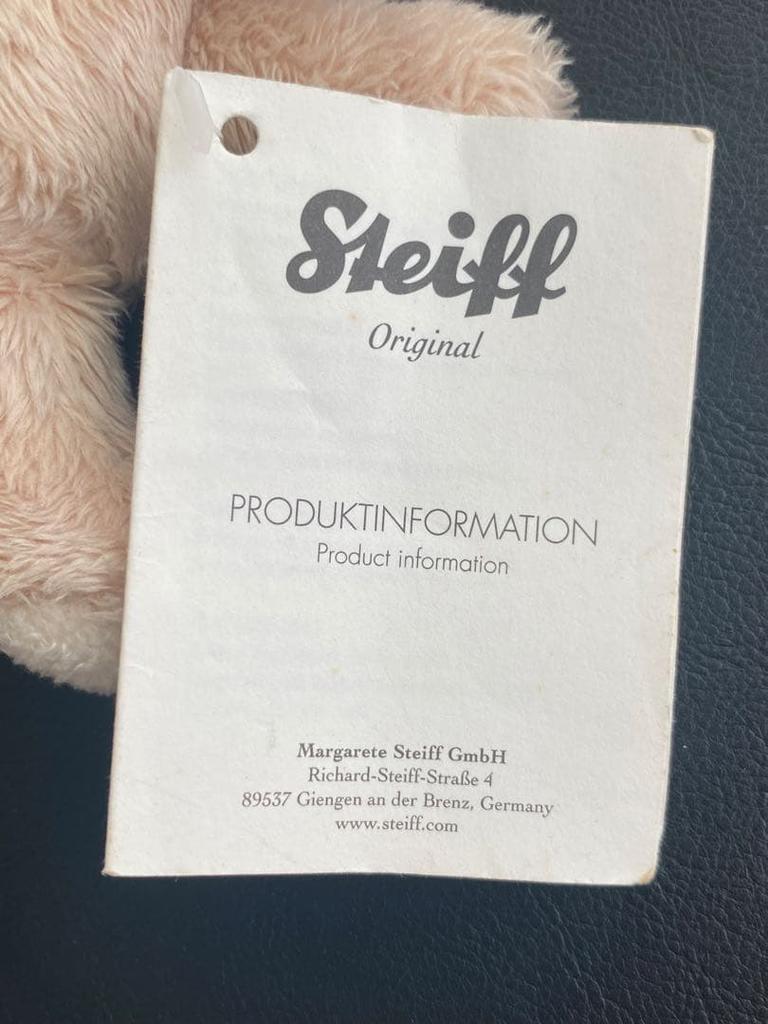 Steiff
Original
PRODUKTINFORMATION
Product information
Margarete Steiff GmbH
Richard-Steiff-Straße 4
89537 Giengen an der Brenz, Germany
www.steiff.com